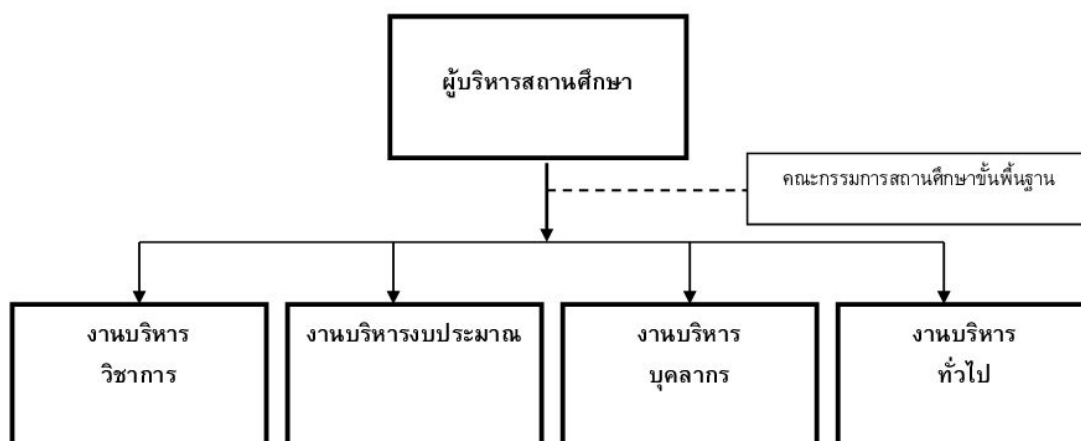 ผู้บริหารสถานศึกษา
คณะกรรมการสถานศึกษาขั้นพื้นฐาน
งานบริหาร
วิชาการ
งานบริหารงบประมาณ
งานบริหาร
บุคลากร
งานบริหาร
ทั่วไป